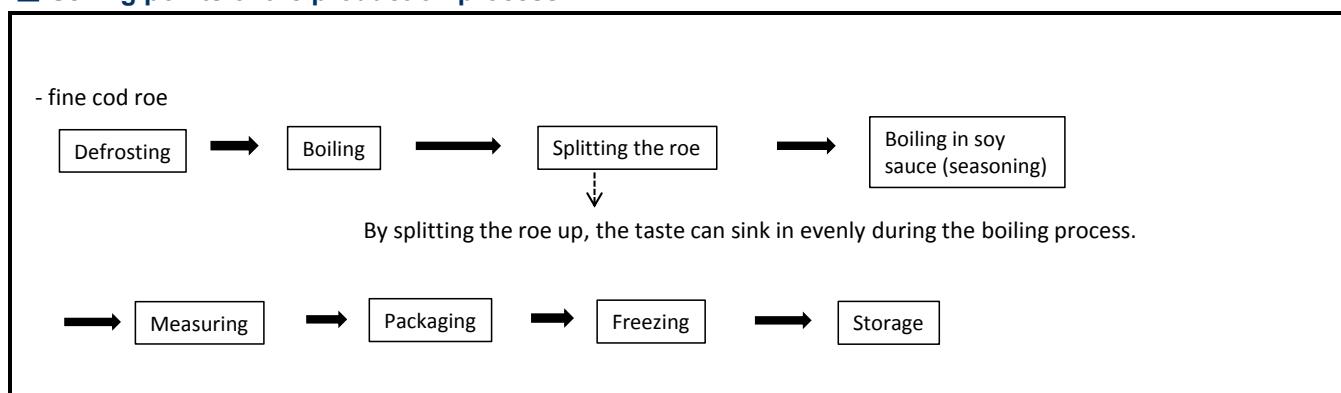 - fine cod roe
Defrosting
Boiling
Splitting the roe
Boiling in soy
sauce (seasoning)
By splitting the roe up, the taste can sink in evenly during the boiling process.
Measuring
Packaging
Freezing
Storage